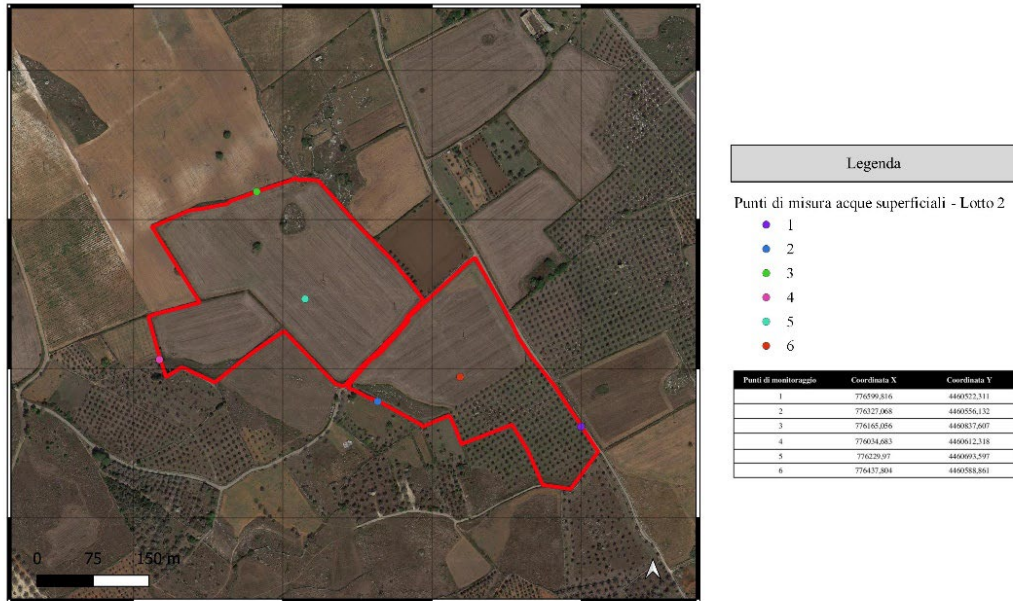 Legenda
Punti di misura acque superficiali - Lotto 2
1
2
3
4
5
6
Punti di monitoraggio Coordinata X Coordinata Y
1 776599,816 4460522,311
2 776327,068 4460556,132
3 776165,056 4460837,607
4 776034,683 4460612,318
5 776229,97 4460693,597
6 776437,804 4460588,861
0 75 150 m